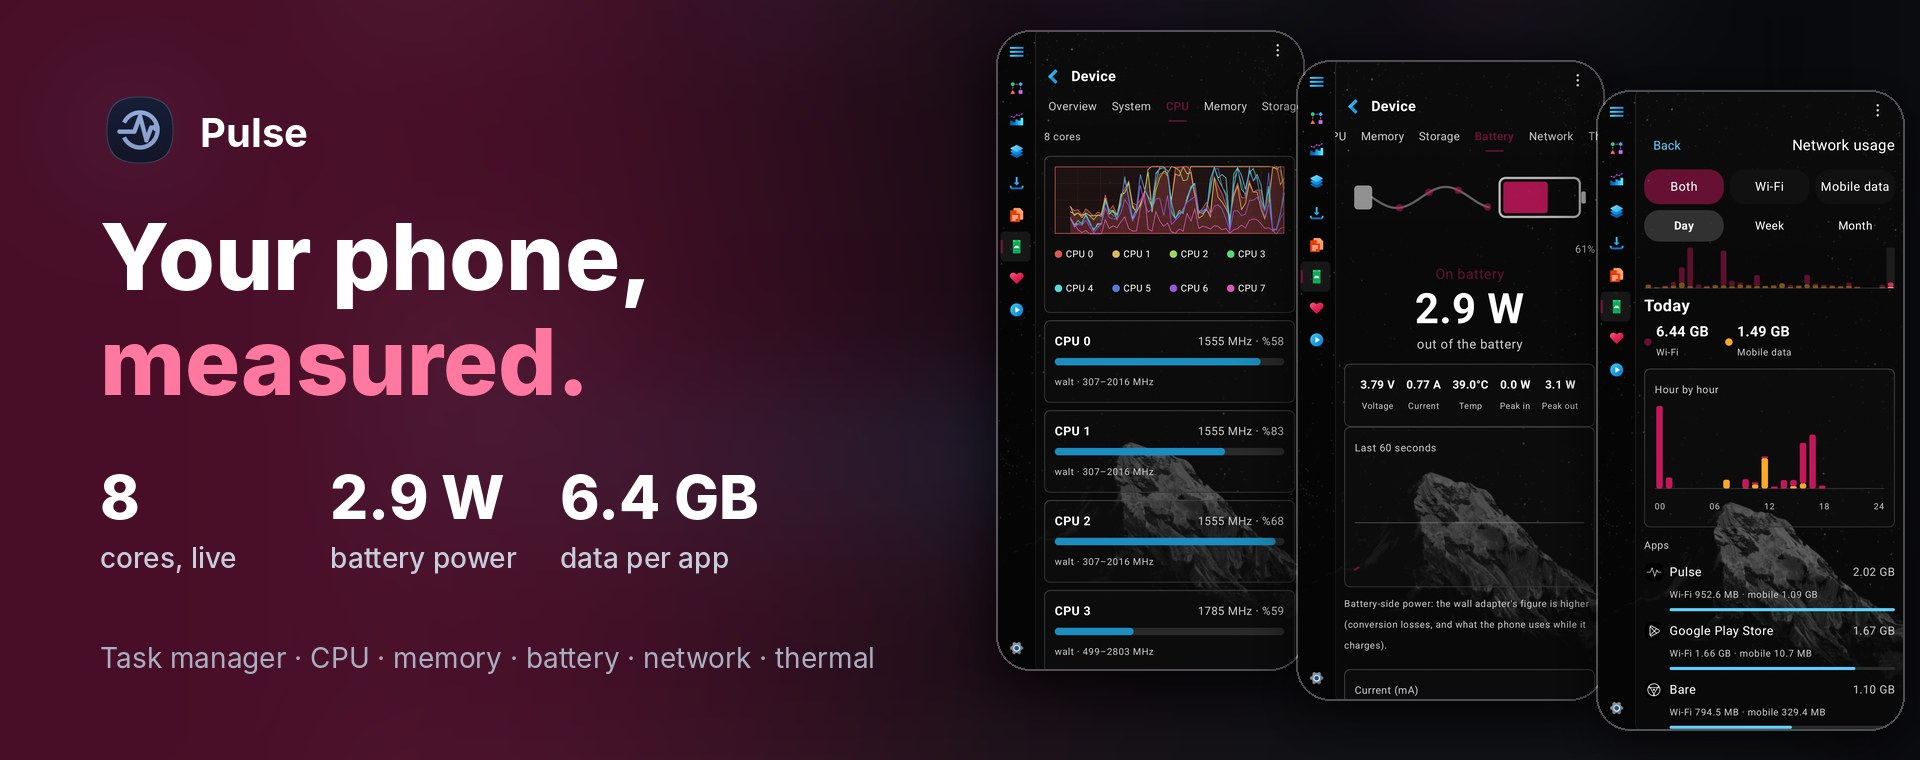 Pulse
Your phone,
measured.
8
cores, live
2.9 W
battery power
6.4 GB
data per app
Task manager · CPU · memory · battery · network · thermal
Device
Overview System CPU Memory Storag
8 cores
CPU 0 CPU 1 CPU 2 CPU 3
CPU 4 CPU 5 CPU 6 CPU 7
CPU 0 1555 MHz · %58
walt · 307–2016 MHz
CPU 1 1555 MHz · %83
walt · 307–2016 MHz
CPU 2 1555 MHz · %68
walt · 307–2016 MHz
CPU 3 1785 MHz · %59
walt · 499–2803 MHz
Device
PU Memory Storage Battery Network Th
61%
On battery
2.9 W
out of the battery
3.79 V 0.77 A 39.0°C 0.0 W 3.1 W
Voltage Current Temp Peak in Peak out
Last 60 seconds
Battery-side power: the wall adapter's figure is higher
(conversion losses, and what the phone uses while it
charges).
Current (mA)
Back Network usage
Both Wi-Fi Mobile data
Day Week Month
Today
6.44 GB 1.49 GB
Wi-Fi Mobile data
Hour by hour
00 06 12 18 24
Apps
Pulse 2.02 GB
Wi-Fi 952.6 MB · mobile 1.09 GB
Google Play Store 1.67 GB
Wi-Fi 1.66 GB · mobile 10.7 MB
Bare 1.10 GB
Wi-Fi 794.5 MB · mobile 329.4 MB